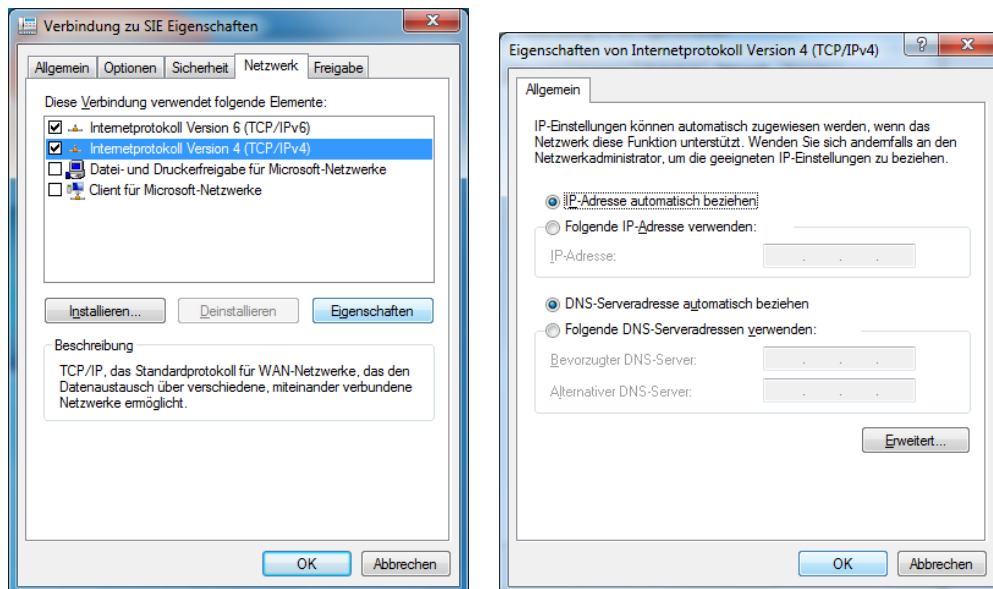 Verbindung zu SIE Eigenschaften
Allgemein Optionen Sicherheit Netzwerk Freigabe
Diese Verbindung verwendet folgende Elemente:
Internetprotokoll Version 6 (TCP/IPv6)
Internetprotokoll Version 4 (TCP/IPv4)
Datei- und Druckerfreigabe für Microsoft-Netzwerke
Client für Microsoft-Netzwerke
Installieren... Deinstallieren Eigenschaften
Beschreibung
TCP/IP, das Standardprotokoll für WAN-Netzwerke, das den
Datenaustausch über verschiedene, miteinander verbundene
Netzwerke ermöglicht.
OK Abbrechen
Eigenschaften von Internetprotokoll Version 4 (TCP/IPv4)
Allgemein
IP-Einstellungen können automatisch zugewiesen werden, wenn das
Netzwerk diese Funktion unterstützt. Wenden Sie sich andernfalls an den
Netzwerkadministrator, um die geeigneten IP-Einstellungen zu beziehen.
IP-Adresse automatisch beziehen
Folgende IP-Adresse verwenden:
IP-Adresse:
DNS-Serveradresse automatisch beziehen
Folgende DNS-Serveradressen verwenden:
Bevorzugter DNS-Server:
Alternativer DNS-Server:
Erweitert...
OK Abbrechen